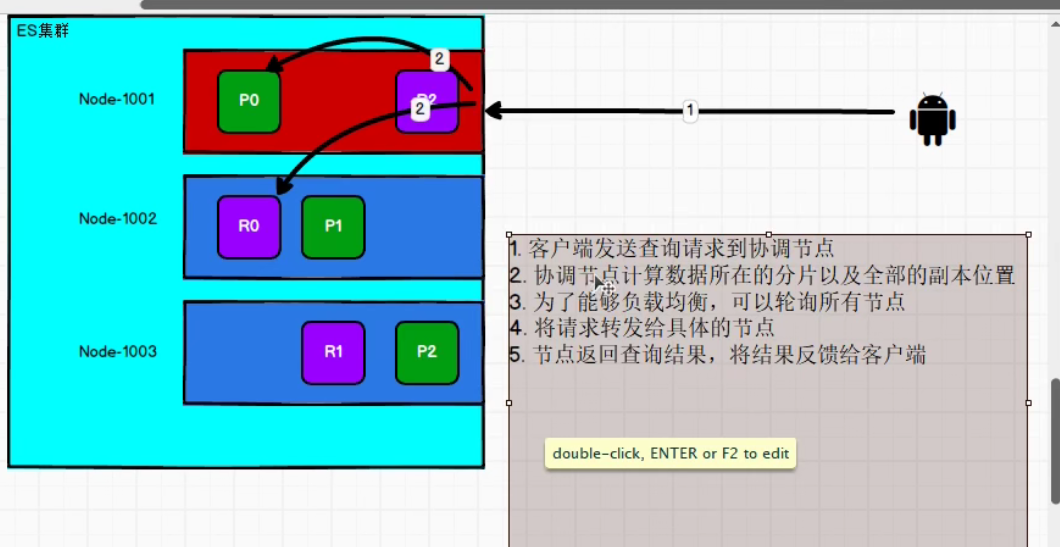 ES集群
Node-1001
P0
2
2
1
Node-1002
R0
P1
Node-1003
R1
P2
1. 客户端发送查询请求到协调节点
2. 协调节点计算数据所在的分片以及全部的副本位置
3. 为了能够负载均衡，可以轮询所有节点
4. 将请求转发给具体的节点
5. 节点返回查询结果，将结果反馈给客户端
double-click, ENTER or F2 to edit